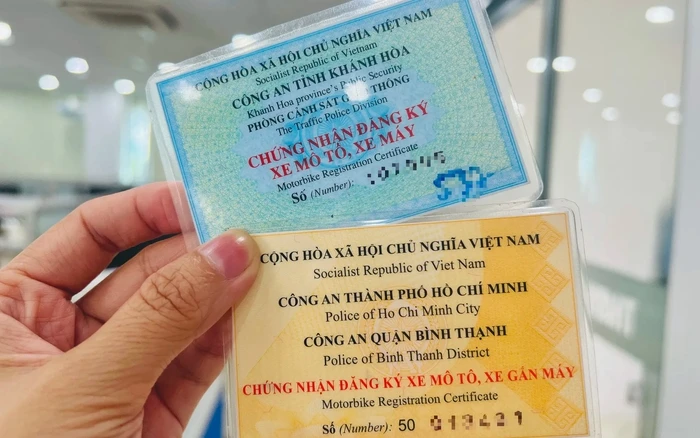 CỘNG HÒA XÃ HỘI CHỦ NGHĨA VIỆT NAM
Socialist Republic of Vietnam
CÔNG AN TỈNH KHÁNH HÒA
Khanh Hoa province's Public Security
PHÒNG CẢNH SÁT GIAO THÔNG
The Traffic Police Division
CHỨNG NHẬN ĐĂNG KÝ
XE MÔ TÔ, XE MÁY
Motorbike Registration Certificate
Số (Number):
CỘNG HÒA XÃ HỘI CHỦ NGHĨA VIỆT NAM
Socialist Republic of Viet Nam
CÔNG AN THÀNH PHỐ HỒ CHÍ MINH
Police of Ho Chi Minh City
CÔNG AN QUẬN BÌNH THẠNH
Police of Binh Thanh District
CHỨNG NHẬN ĐĂNG KÝ XE MÔ TÔ, XE GẮN MÁY
Motorbike Registration Certificate
Số (Number): 50